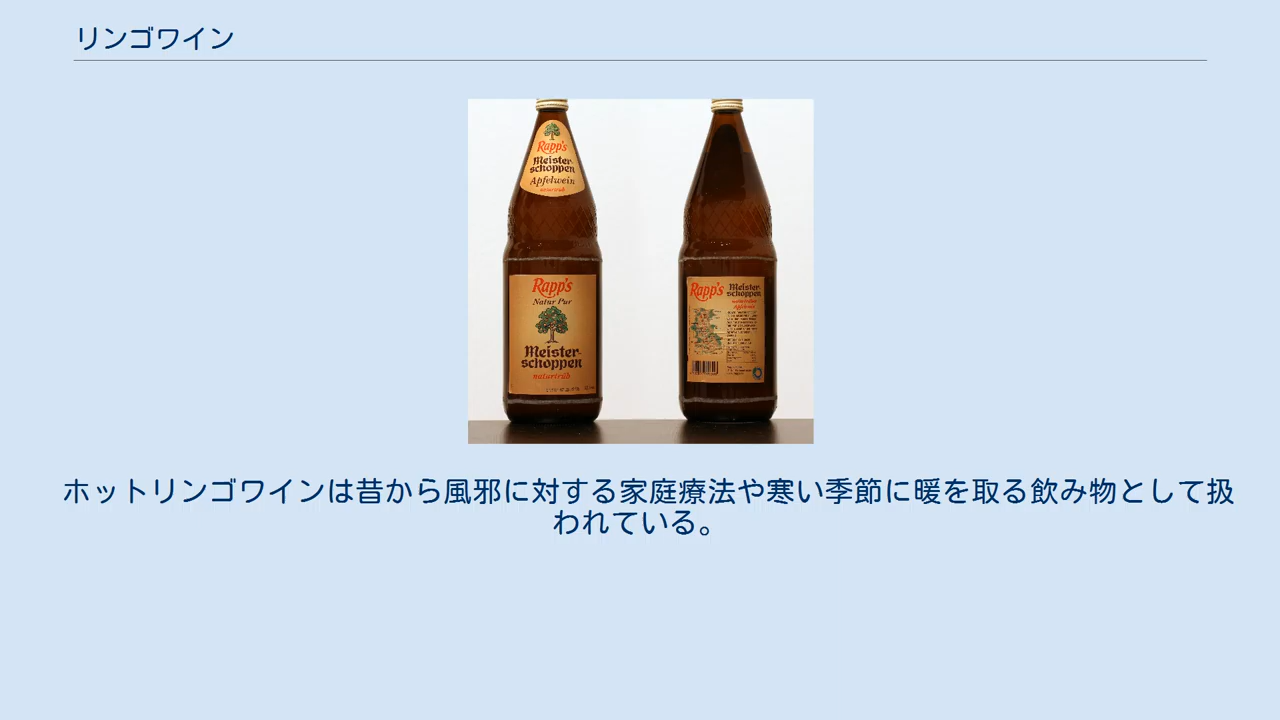 リンゴワイン
Rapp's
Meister-
schoppen
Apfelwein
naturtrüb
Rapp's
Natur Pur
Meister-
schoppen
naturtrüb
Rapp's
Meister-
schoppen
ホットリンゴワインは昔から風邪に対する家庭療法や寒い季節に暖を取る飲み物として扱
われている。